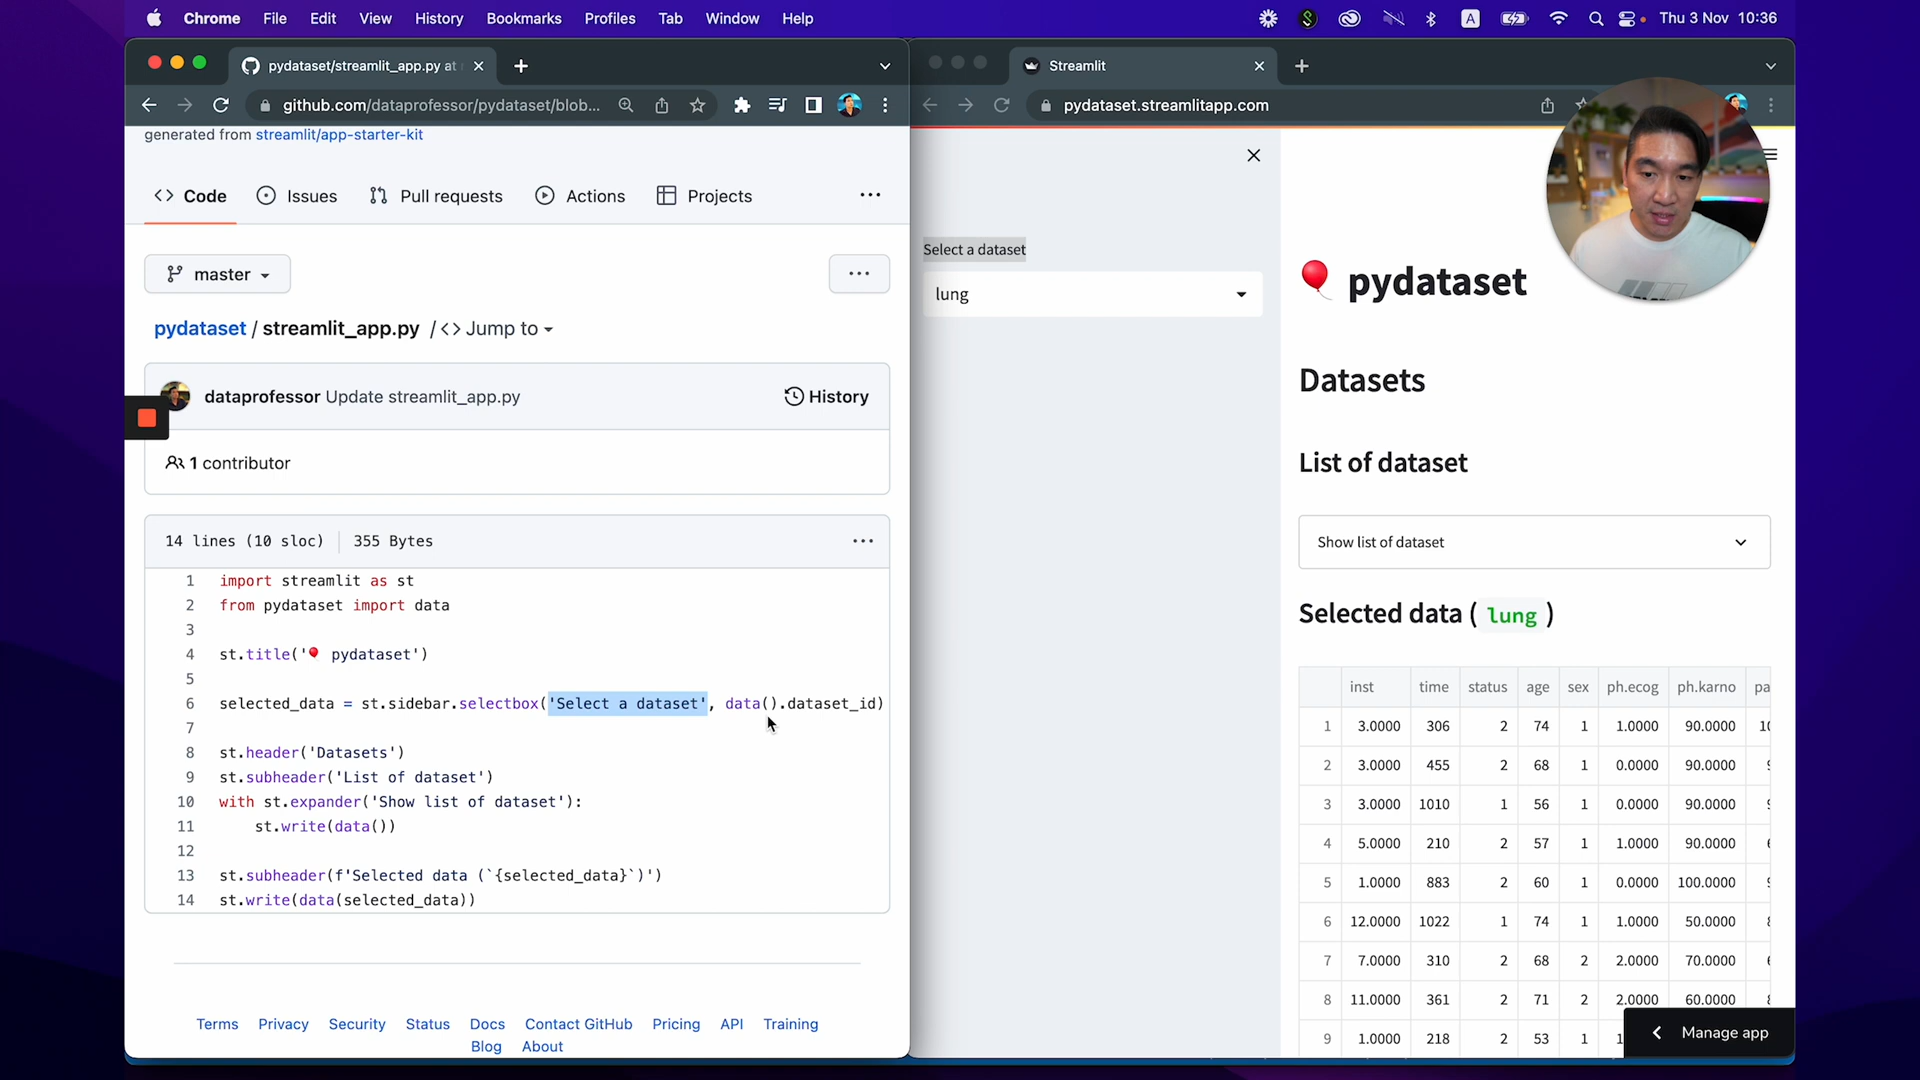 Chrome File Edit View History Bookmarks Profiles Tab Window Help
A Thu 3 Nov 10:36
pydataset/streamlit_app.py at
github.com/dataprofessor/pydataset/blob...
generated from streamlit/app-starter-kit
Code Issues Pull requests Actions Projects
master
pydataset / streamlit_app.py / <> Jump to
dataprofessor Update streamlit_app.py History
1 contributor
14 lines (10 sloc) 355 Bytes
1 import streamlit as st
2 from pydataset import data
3
4 st.title('🎈 pydataset')
5
6 selected_data = st.sidebar.selectbox('Select a dataset', data().dataset_id)
7
8 st.header('Datasets')
9 st.subheader('List of dataset')
10 with st.expander('Show list of dataset'):
11 st.write(data())
12
13 st.subheader(f'Selected data (`{selected_data}`)')
14 st.write(data(selected_data))
Terms Privacy Security Status Docs Contact GitHub Pricing API Training
Blog About
Streamlit
pydataset.streamlitapp.com
Select a dataset
lung
🎈 pydataset
Datasets
List of dataset
Show list of dataset
Selected data ( lung )
inst time status age sex ph.ecog ph.karno pa
1 3.0000 306 2 74 1 1.0000 90.0000 10
2 3.0000 455 2 68 1 0.0000 90.0000
3 3.0000 1010 1 56 1 0.0000 90.0000
4 5.0000 210 2 57 1 1.0000 90.0000
5 1.0000 883 2 60 1 0.0000 100.0000
6 12.0000 1022 1 74 1 1.0000 50.0000
7 7.0000 310 2 68 2 2.0000 70.0000
8 11.0000 361 2 71 2 2.0000 60.0000
9 1.0000 218 2 53 1 1
Manage app